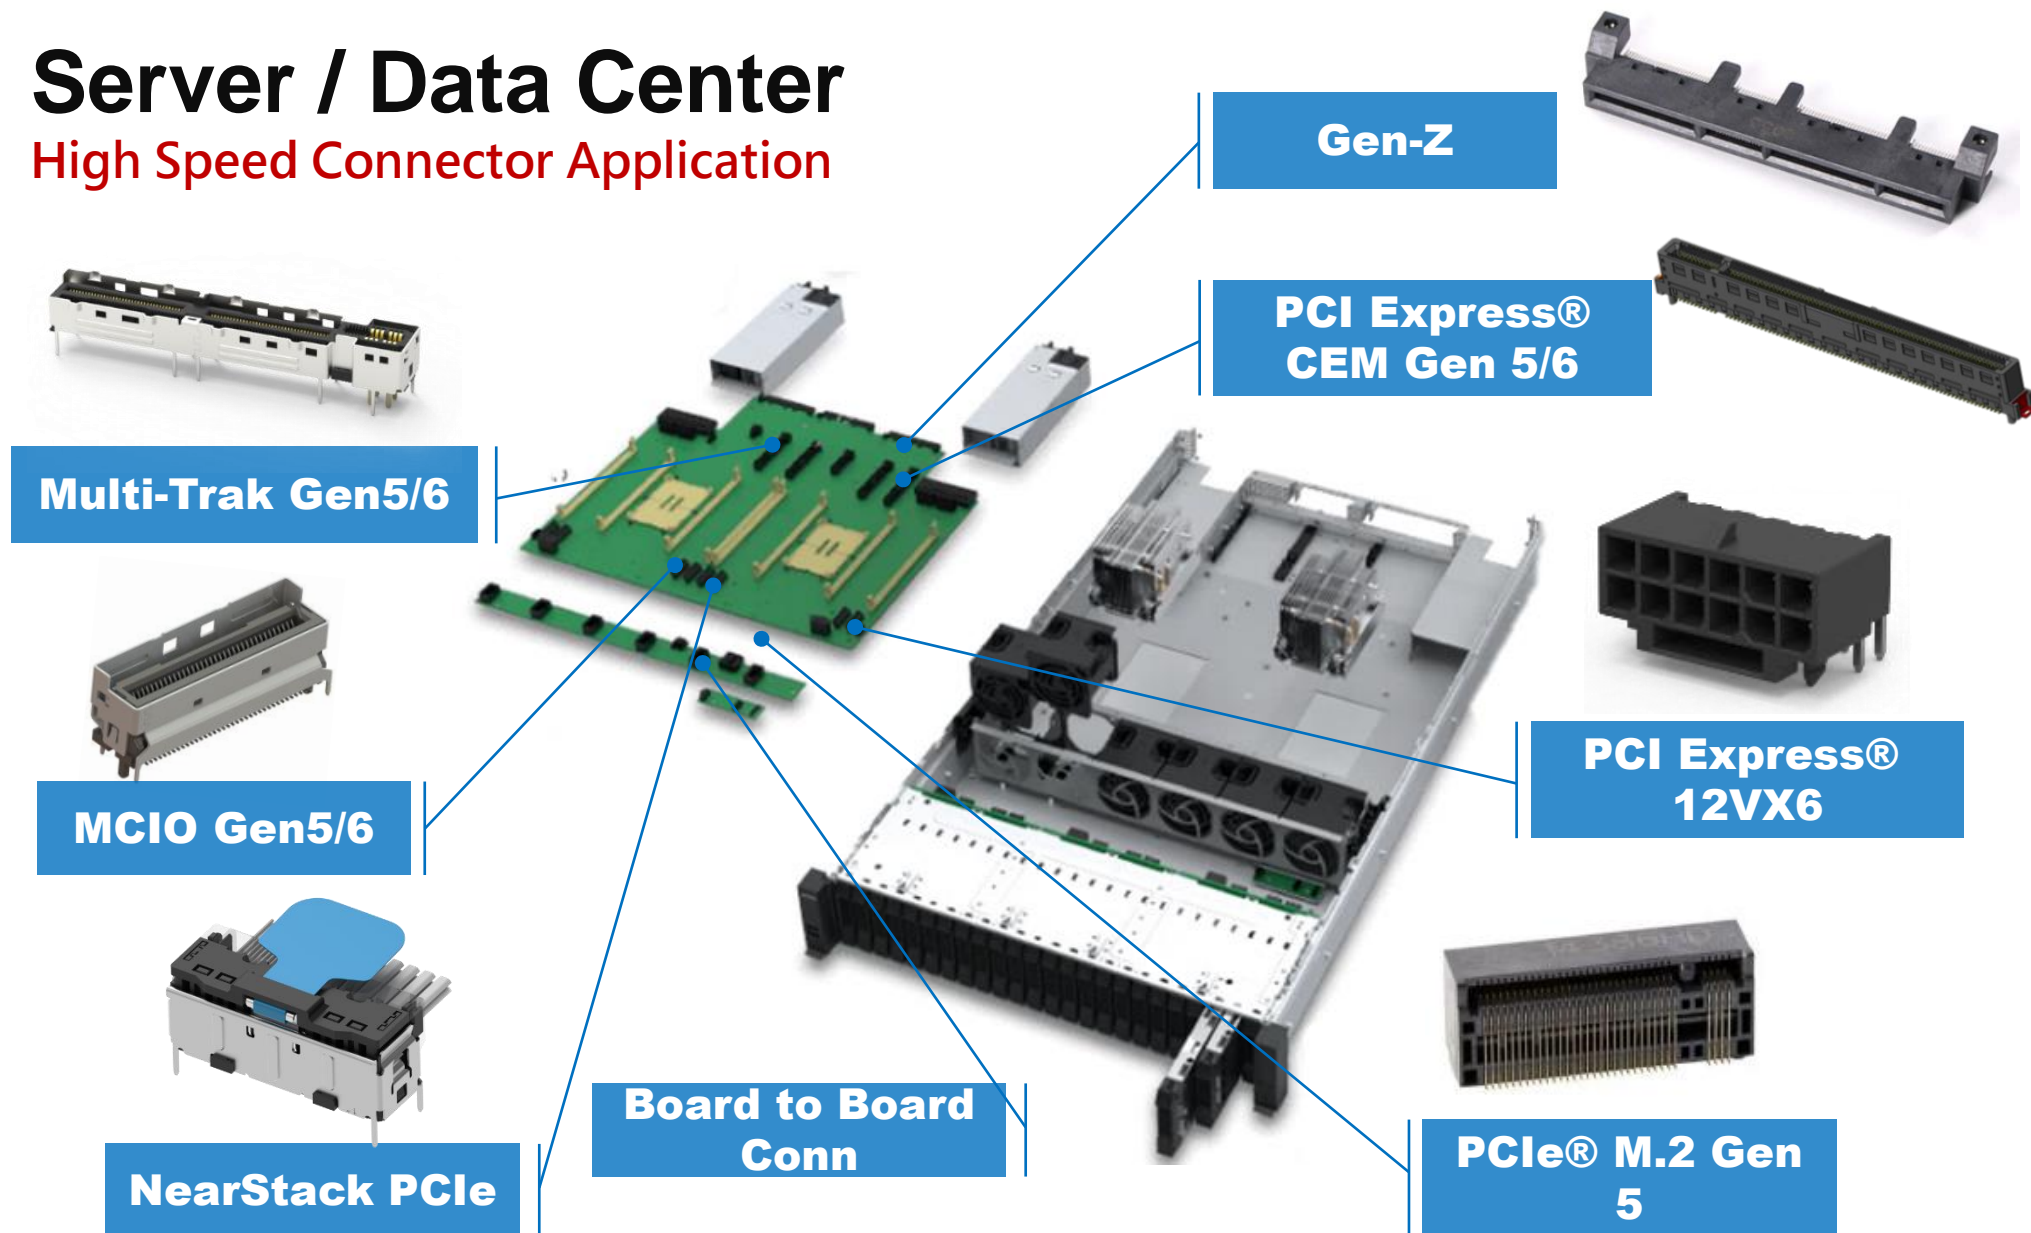 Server / Data Center
High Speed Connector Application
Gen-Z
PCI Express®
CEM Gen 5/6
Multi-Trak Gen5/6
PCI Express®
12VX6
MCIO Gen5/6
Board to Board
Conn
NearStack PCIe
PCIe® M.2 Gen
5